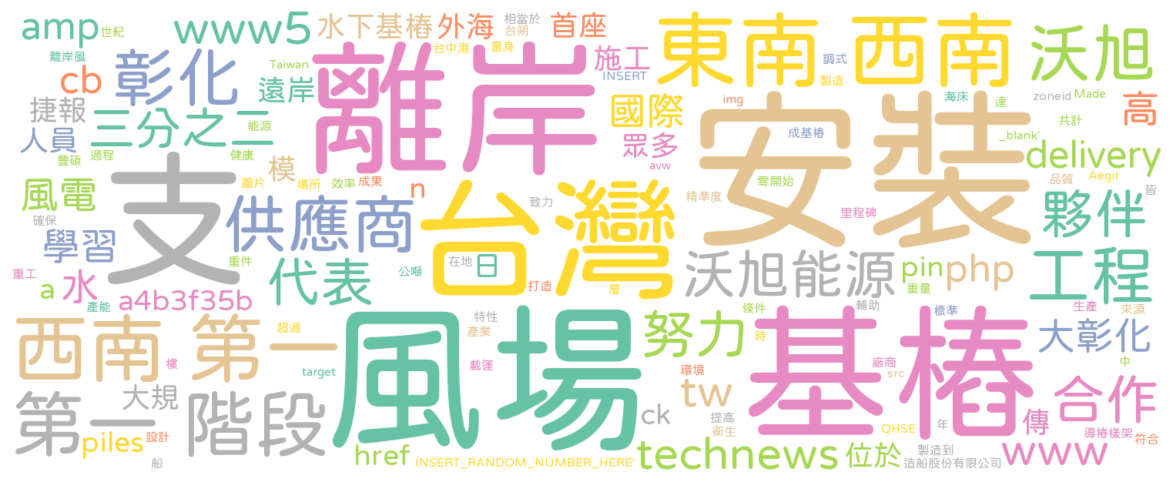 amp 世紀 www5 水下基樁 外海 相當於 台朔 首座
離岸風 彰化 Taiwan 台中港 量身 施工 東南 西南 沃旭
cb 遠岸 離岸 INSERT 調式 製造
捷報 三分之二 能源 國際 img 安裝 海床 達 zoneid Made 高
人員 豐碩 過程 健康 眾多 成基樁 共計 _blank'
支 模 圖片 場所 效率 成果 n avw 零開始 delivery
風電 供應商 台灣 致力 精準度 里程碑 品質 Aegir 皆
確保 學習 重件 夥伴
重工 a 水 代表 公噸 在地 日 打造 層 沃旭能源 pin php 工程
產能 a4b3f35b 重量
西南 第一 超過 特性 產業 風場 努力 條件 輔助 標準 生產 來源
樓 target 載運 時 基樁 大彰化
環境 廠商 src 中
第一 大規 階段 ck tw 合作
piles 設計 提高 衛生 QHSE 年 傳 導樁樣架 符合
船 href INSERT_RANDOM_NUMBER_HERE' technews 位於 製造到 www
造船股份有限公司